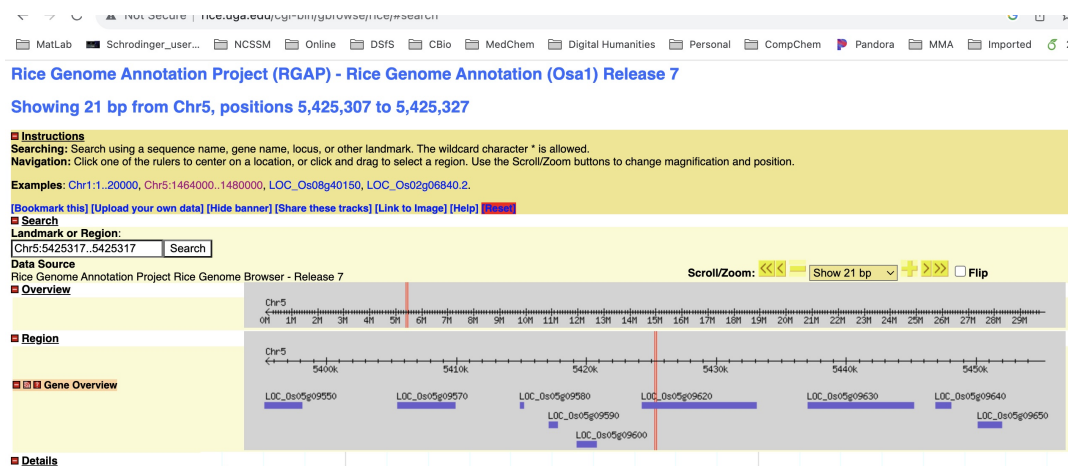 Not Secure | rice.uga.edu/cgi-bin/gbrowse/rice/#search
MatLab Schrodinger_user... NCSSM Online DSfS CBio MedChem Digital Humanities Personal CompChem Pandora MMA Imported
Rice Genome Annotation Project (RGAP) - Rice Genome Annotation (Osa1) Release 7
Showing 21 bp from Chr5, positions 5,425,307 to 5,425,327
Instructions
Searching: Search using a sequence name, gene name, locus, or other landmark. The wildcard character * is allowed.
Navigation: Click one of the rulers to center on a location, or click and drag to select a region. Use the Scroll/Zoom buttons to change magnification and position.
Examples: Chr1:1..20000, Chr5:1464000..1480000, LOC_Os08g40150, LOC_Os02g06840.2.
[Bookmark this] [Upload your own data] [Hide banner] [Share these tracks] [Link to Image] [Help] [Reset]
Search
Landmark or Region:
Chr5:5425317..5425317 Search
Data Source
Rice Genome Annotation Project Rice Genome Browser - Release 7
Scroll/Zoom: Show 21 bp Flip
Overview
Chr5
0M 1M 2M 3M 4M 5M 6M 7M 8M 9M 10M 11M 12M 13M 14M 15M 16M 17M 18M 19M 20M 21M 22M 23M 24M 25M 26M 27M 28M 29M
Region
Chr5
5400k 5410k 5420k 5430k 5440k 5450k
Gene Overview
LOC_Os05g09550 LOC_Os05g09570 LOC_Os05g09580 LOC_Os05g09620 LOC_Os05g09630 LOC_Os05g09640
LOC_Os05g09590 LOC_Os05g09650
LOC_Os05g09600
Details